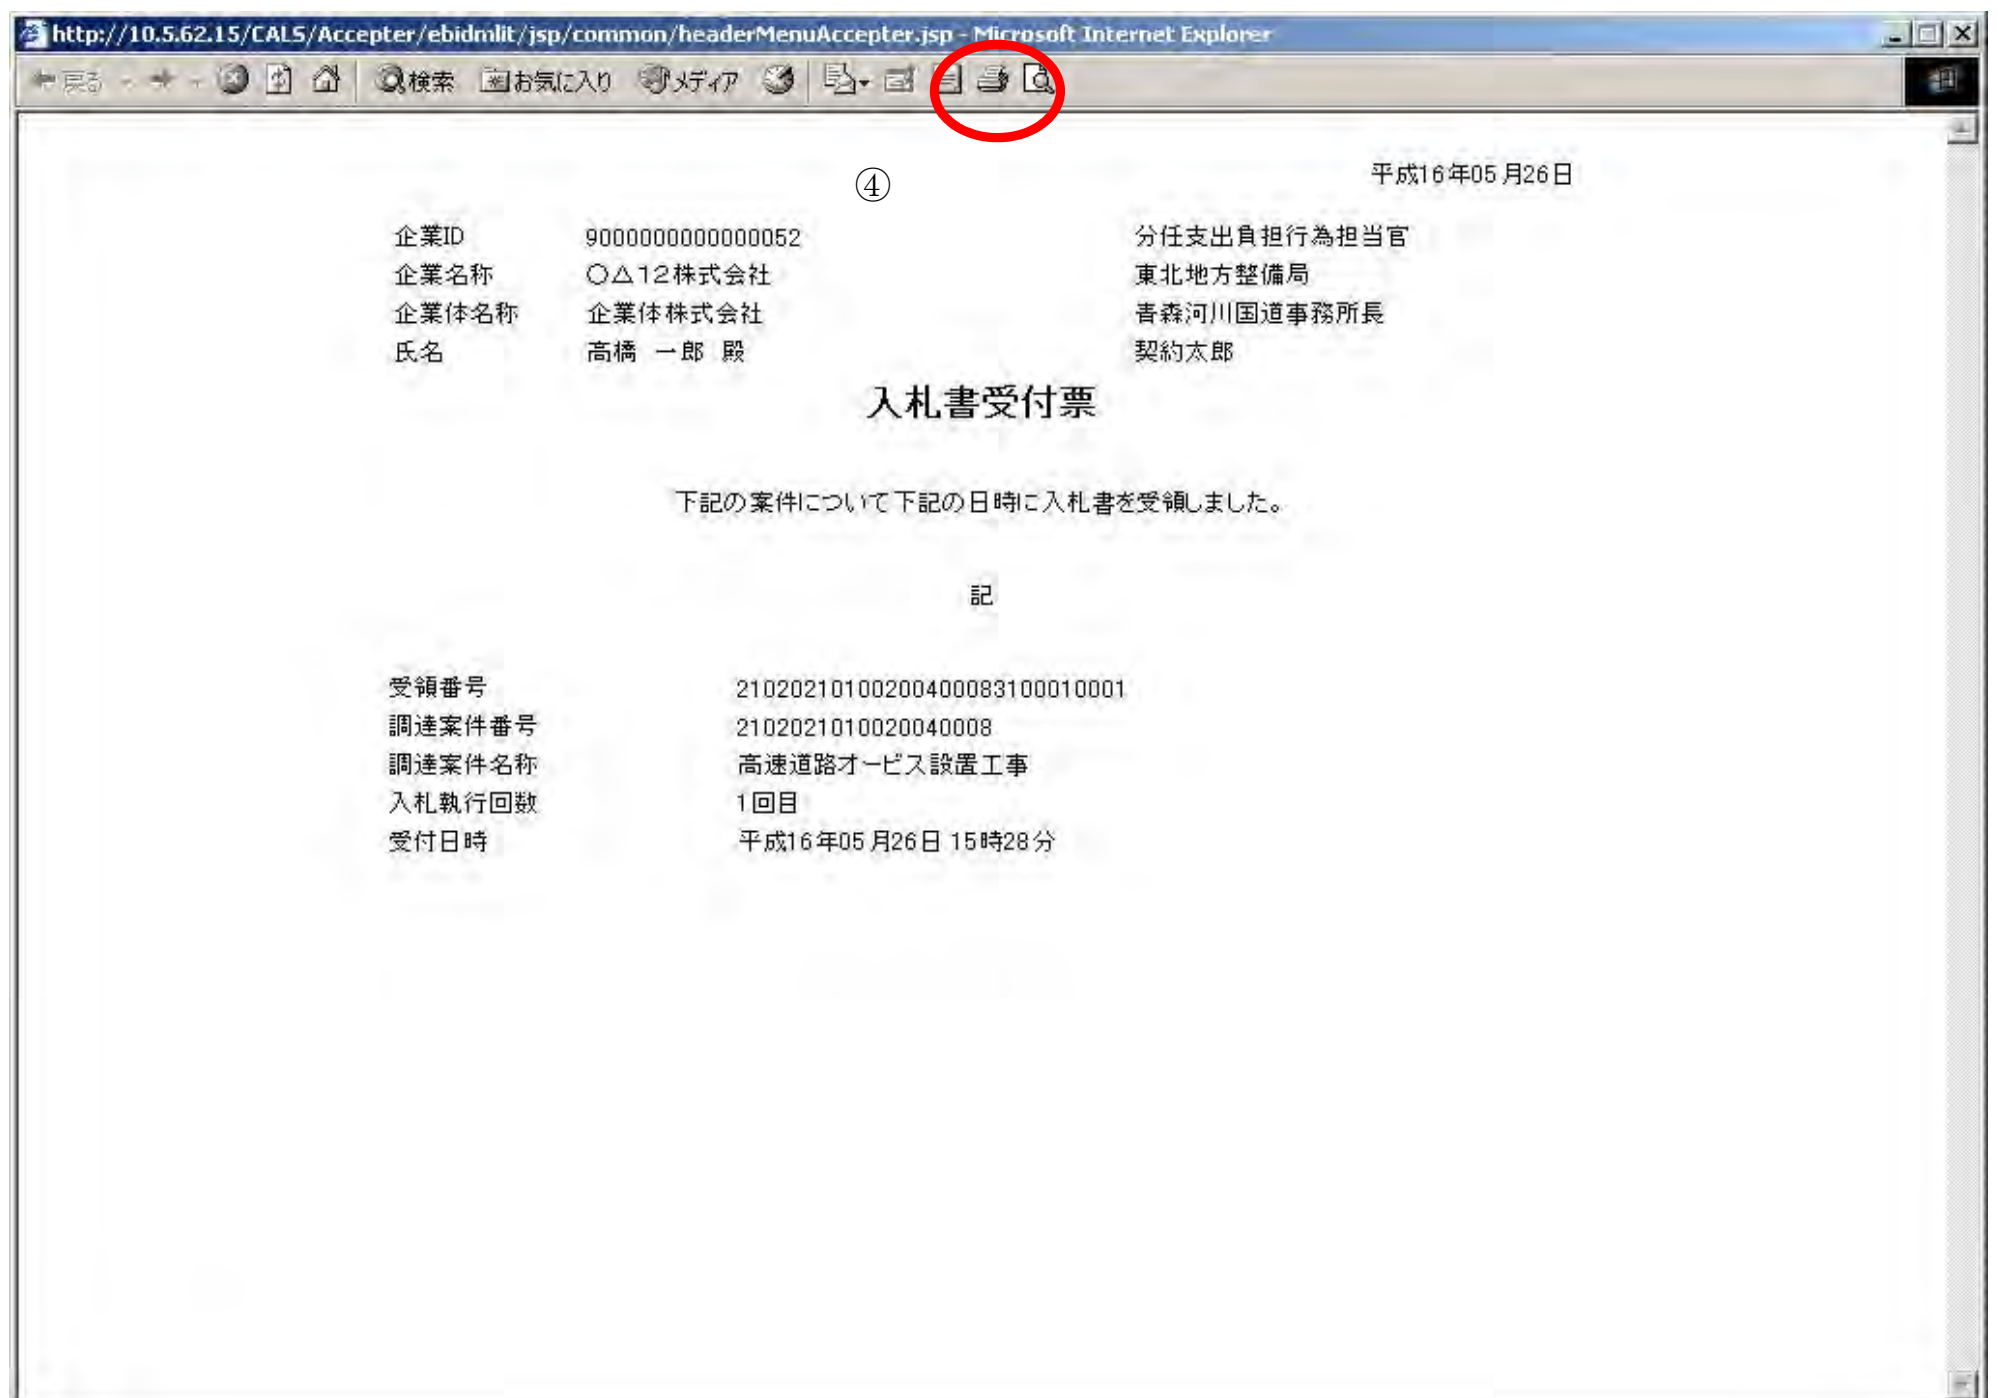 http://10.5.62.15/CALS/Accepter/ebidmlit/jsp/common/headerMenuAccepter.jsp - Microsoft Internet Explorer
戻る 検索 お気に入り メディア
④
平成16年05月26日
企業ID 9000000000000052 分任支出負担行為担当官
企業名称 ○△12株式会社 東北地方整備局
企業体名称 企業体株式会社 青森河川国道事務所長
氏名 高橋 一郎 殿 契約太郎
入札書受付票
下記の案件について下記の日時に入札書を受領しました。
記
受領番号 21020210100200400083100010001
調達案件番号 2102021010020040008
調達案件名称 高速道路オービス設置工事
入札執行回数 1回目
受付日時 平成16年05月26日 15時28分